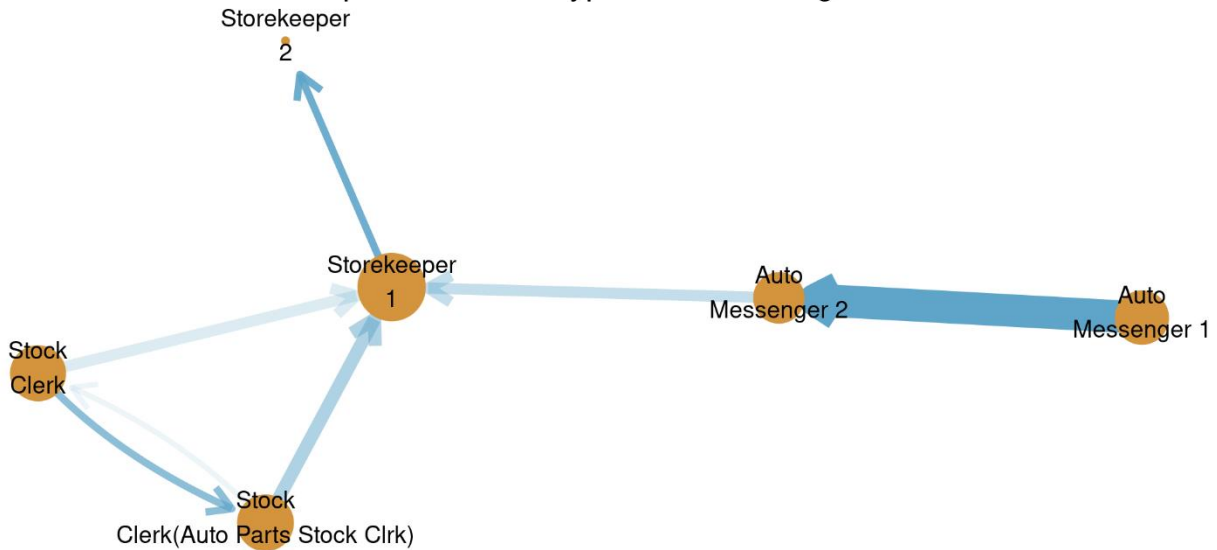 Storekeeper
2
Storekeeper
1
Auto
Messenger 2
Auto
Messenger 1
Stock
Clerk
Stock
Clerk(Auto Parts Stock Clrk)